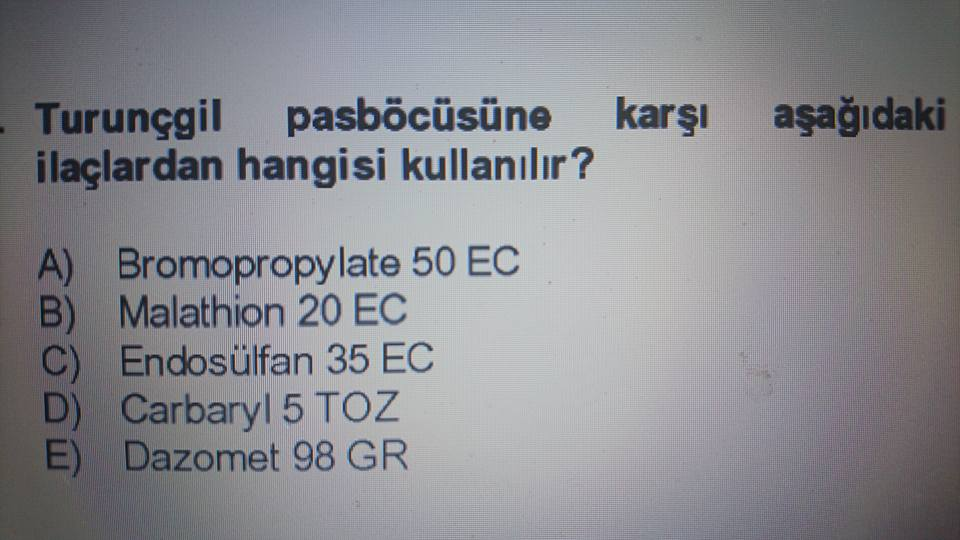 Turunçgil pasböcüsüne karşı aşağıdaki
ilaçlardan hangisi kullanılır?
A) Bromopropylate 50 EC
B) Malathion 20 EC
C) Endosülfan 35 EC
D) Carbaryl 5 TOZ
E) Dazomet 98 GR